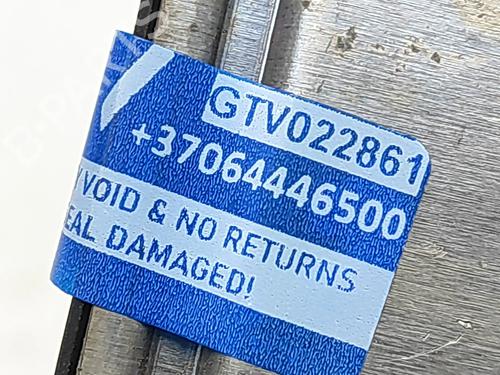 GTV022861
+37064446500
VOID & NO RETURNS
EAL DAMAGED!